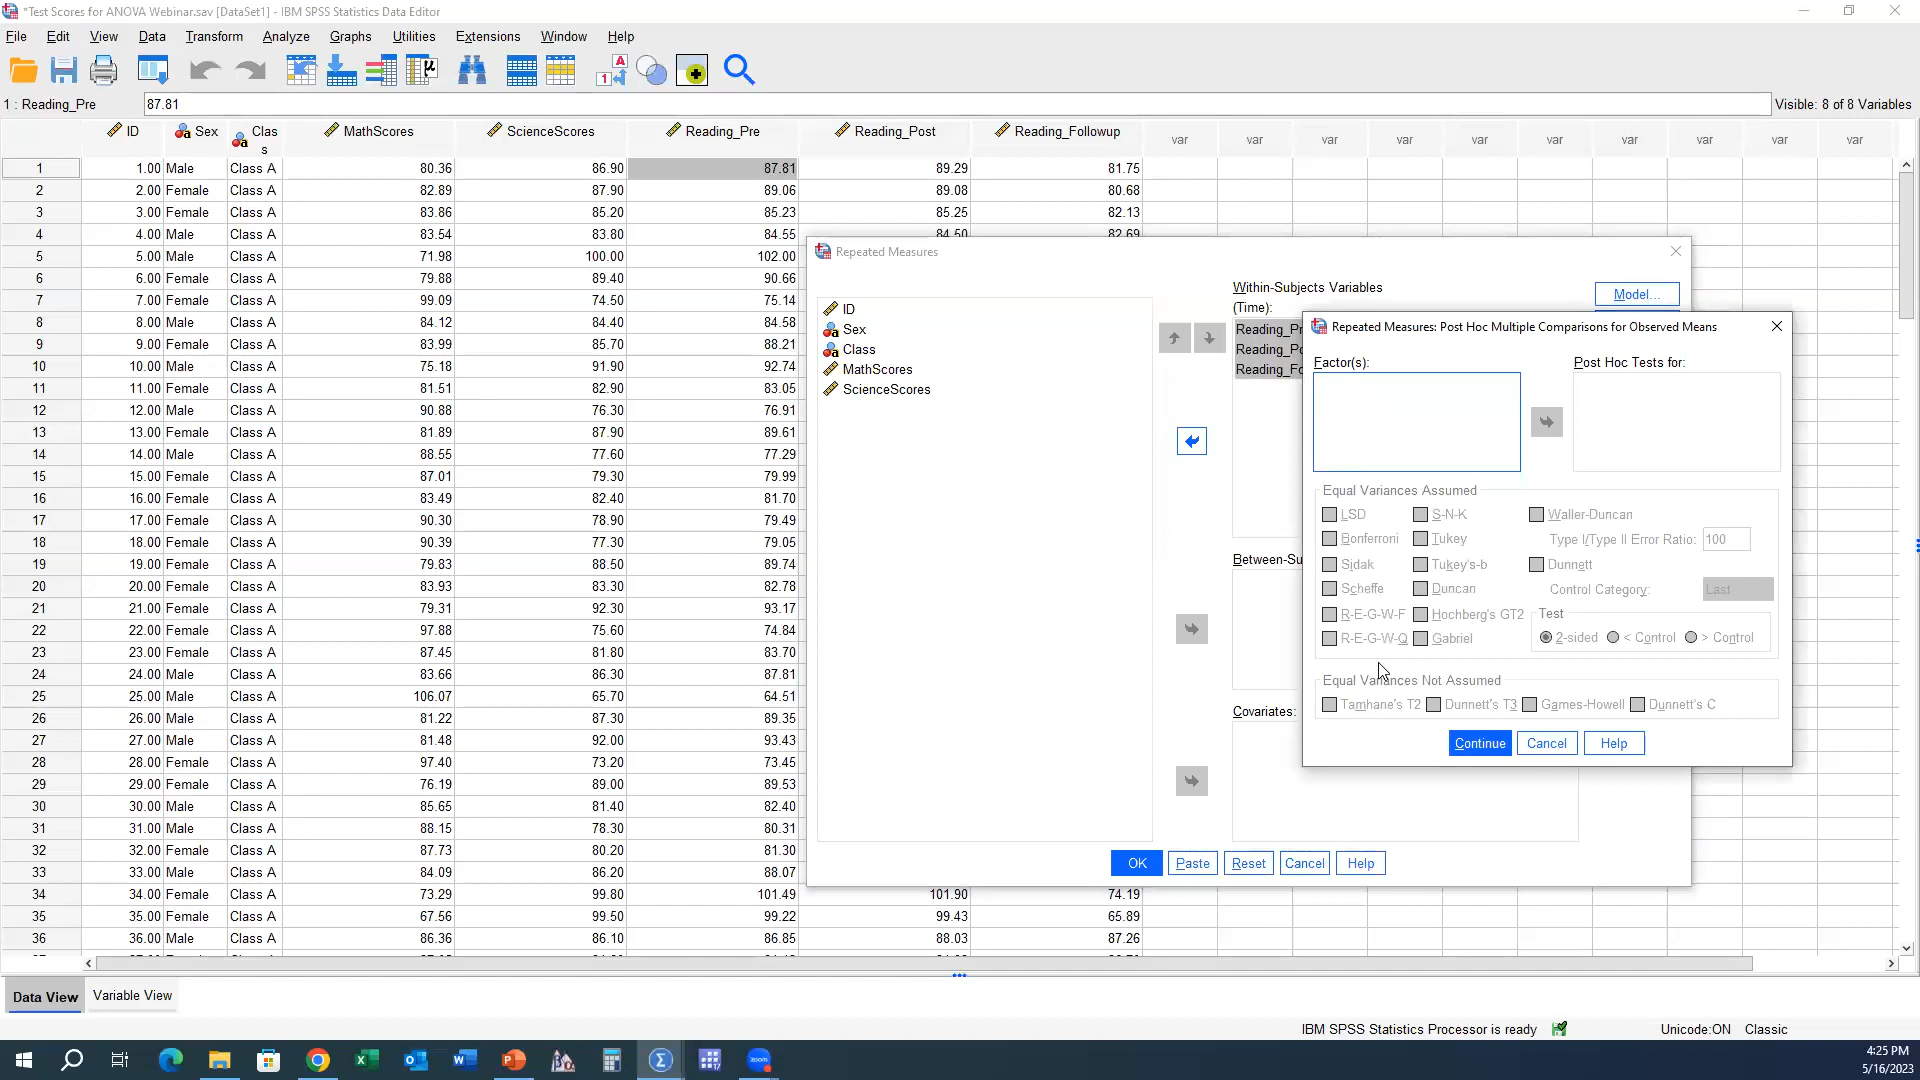 *Test Scores for ANOVA Webinar.sav [DataSet1] - IBM SPSS Statistics Data Editor
File Edit View Data Transform Analyze Graphs Utilities Extensions Window Help
1 : Reading_Pre 87.81 Visible: 8 of 8 Variables
ID Sex Clas s MathScores ScienceScores Reading_Pre Reading_Post Reading_Followup var var var var var var var var var var
1 1.00 Male Class A 80.36 86.90 87.81 89.29 81.75
2 2.00 Female Class A 82.89 87.90 89.06 89.08 80.68
3 3.00 Female Class A 83.86 85.20 85.23 85.25 82.13
4 4.00 Male Class A 83.54 83.80 84.55 84.50 82.69
5 5.00 Male Class A 71.98 100.00 102.00
6 6.00 Female Class A 79.88 89.40 90.66
7 7.00 Female Class A 99.09 74.50 75.14
8 8.00 Male Class A 84.12 84.40 84.58
9 9.00 Female Class A 83.99 85.70 88.21
10 10.00 Male Class A 75.18 91.90 92.74
11 11.00 Female Class A 81.51 82.90 83.05
12 12.00 Male Class A 90.88 76.30 76.91
13 13.00 Female Class A 81.89 87.90 89.61
14 14.00 Male Class A 88.55 77.60 77.29
15 15.00 Female Class A 87.01 79.30 79.99
16 16.00 Female Class A 83.49 82.40 81.70
17 17.00 Female Class A 90.30 78.90 79.49
18 18.00 Female Class A 90.39 77.30 79.05
19 19.00 Female Class A 79.83 88.50 89.74
20 20.00 Female Class A 83.93 83.30 82.78
21 21.00 Female Class A 79.31 92.30 93.17
22 22.00 Female Class A 97.88 75.60 74.84
23 23.00 Female Class A 87.45 81.80 83.70
24 24.00 Male Class A 83.66 86.30 87.81
25 25.00 Male Class A 106.07 65.70 64.51
26 26.00 Female Class A 81.22 87.30 89.35
27 27.00 Male Class A 81.48 92.00 93.43
28 28.00 Female Class A 97.40 73.20 73.45
29 29.00 Female Class A 76.19 89.00 89.53
30 30.00 Male Class A 85.65 81.40 82.40
31 31.00 Male Class A 88.15 78.30 80.31
32 32.00 Female Class A 87.73 80.20 81.30
33 33.00 Male Class A 84.09 86.20 88.07
34 34.00 Female Class A 73.29 99.80 101.49 101.90 74.19
35 35.00 Female Class A 67.56 99.50 99.22 99.43 65.89
36 36.00 Male Class A 86.36 86.10 86.85 88.03 87.26
Repeated Measures
ID
Sex
Class
MathScores
ScienceScores
Within-Subjects Variables
(Time):
Reading_Pr
Reading_Po
Reading_Fo
Model...
Between-Su
Covariates:
OK Paste Reset Cancel Help
Repeated Measures: Post Hoc Multiple Comparisons for Observed Means
Factor(s): Post Hoc Tests for:
Equal Variances Assumed
LSD S-N-K Waller-Duncan
Bonferroni Tukey Type I/Type II Error Ratio: 100
Sidak Tukey's-b Dunnett
Scheffe Duncan Control Category: Last
R-E-G-W-F Hochberg's GT2 Test
R-E-G-W-Q Gabriel 2-sided < Control > Control
Equal Variances Not Assumed
Tamhane's T2 Dunnett's T3 Games-Howell Dunnett's C
Continue Cancel Help
Data View Variable View
IBM SPSS Statistics Processor is ready Unicode:ON Classic
4:25 PM
5/16/2023